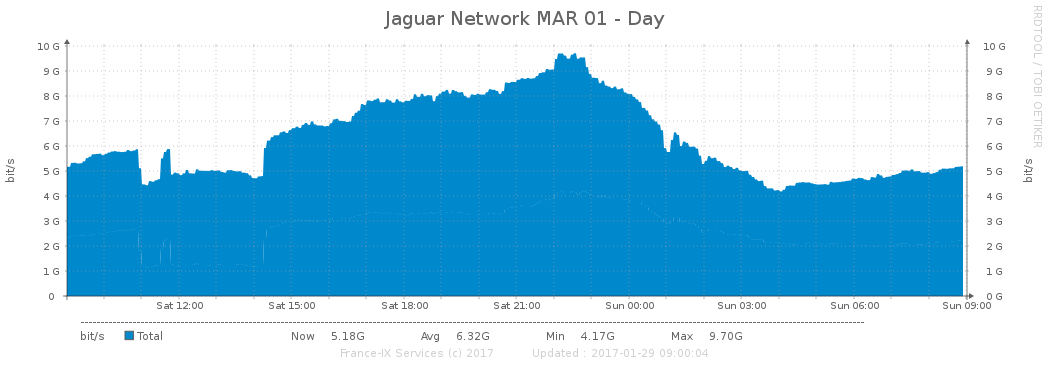 Jaguar Network MAR 01 - Day
RRDTOOL / TOBI OETIKER
10 G 10 G
9 G 9 G
8 G 8 G
7 G 7 G
6 G 6 G
5 G 5 G
4 G 4 G
3 G 3 G
2 G 2 G
1 G 1 G
0 0 G
bit/s
bit/s
Sat 12:00 Sat 15:00 Sat 18:00 Sat 21:00 Sun 00:00 Sun 03:00 Sun 06:00 Sun 09:00
bit/s Total Now 5.18G Avg 6.32G Min 4.17G Max 9.70G
France-IX Services (c) 2017 Updated : 2017-01-29 09:00:04